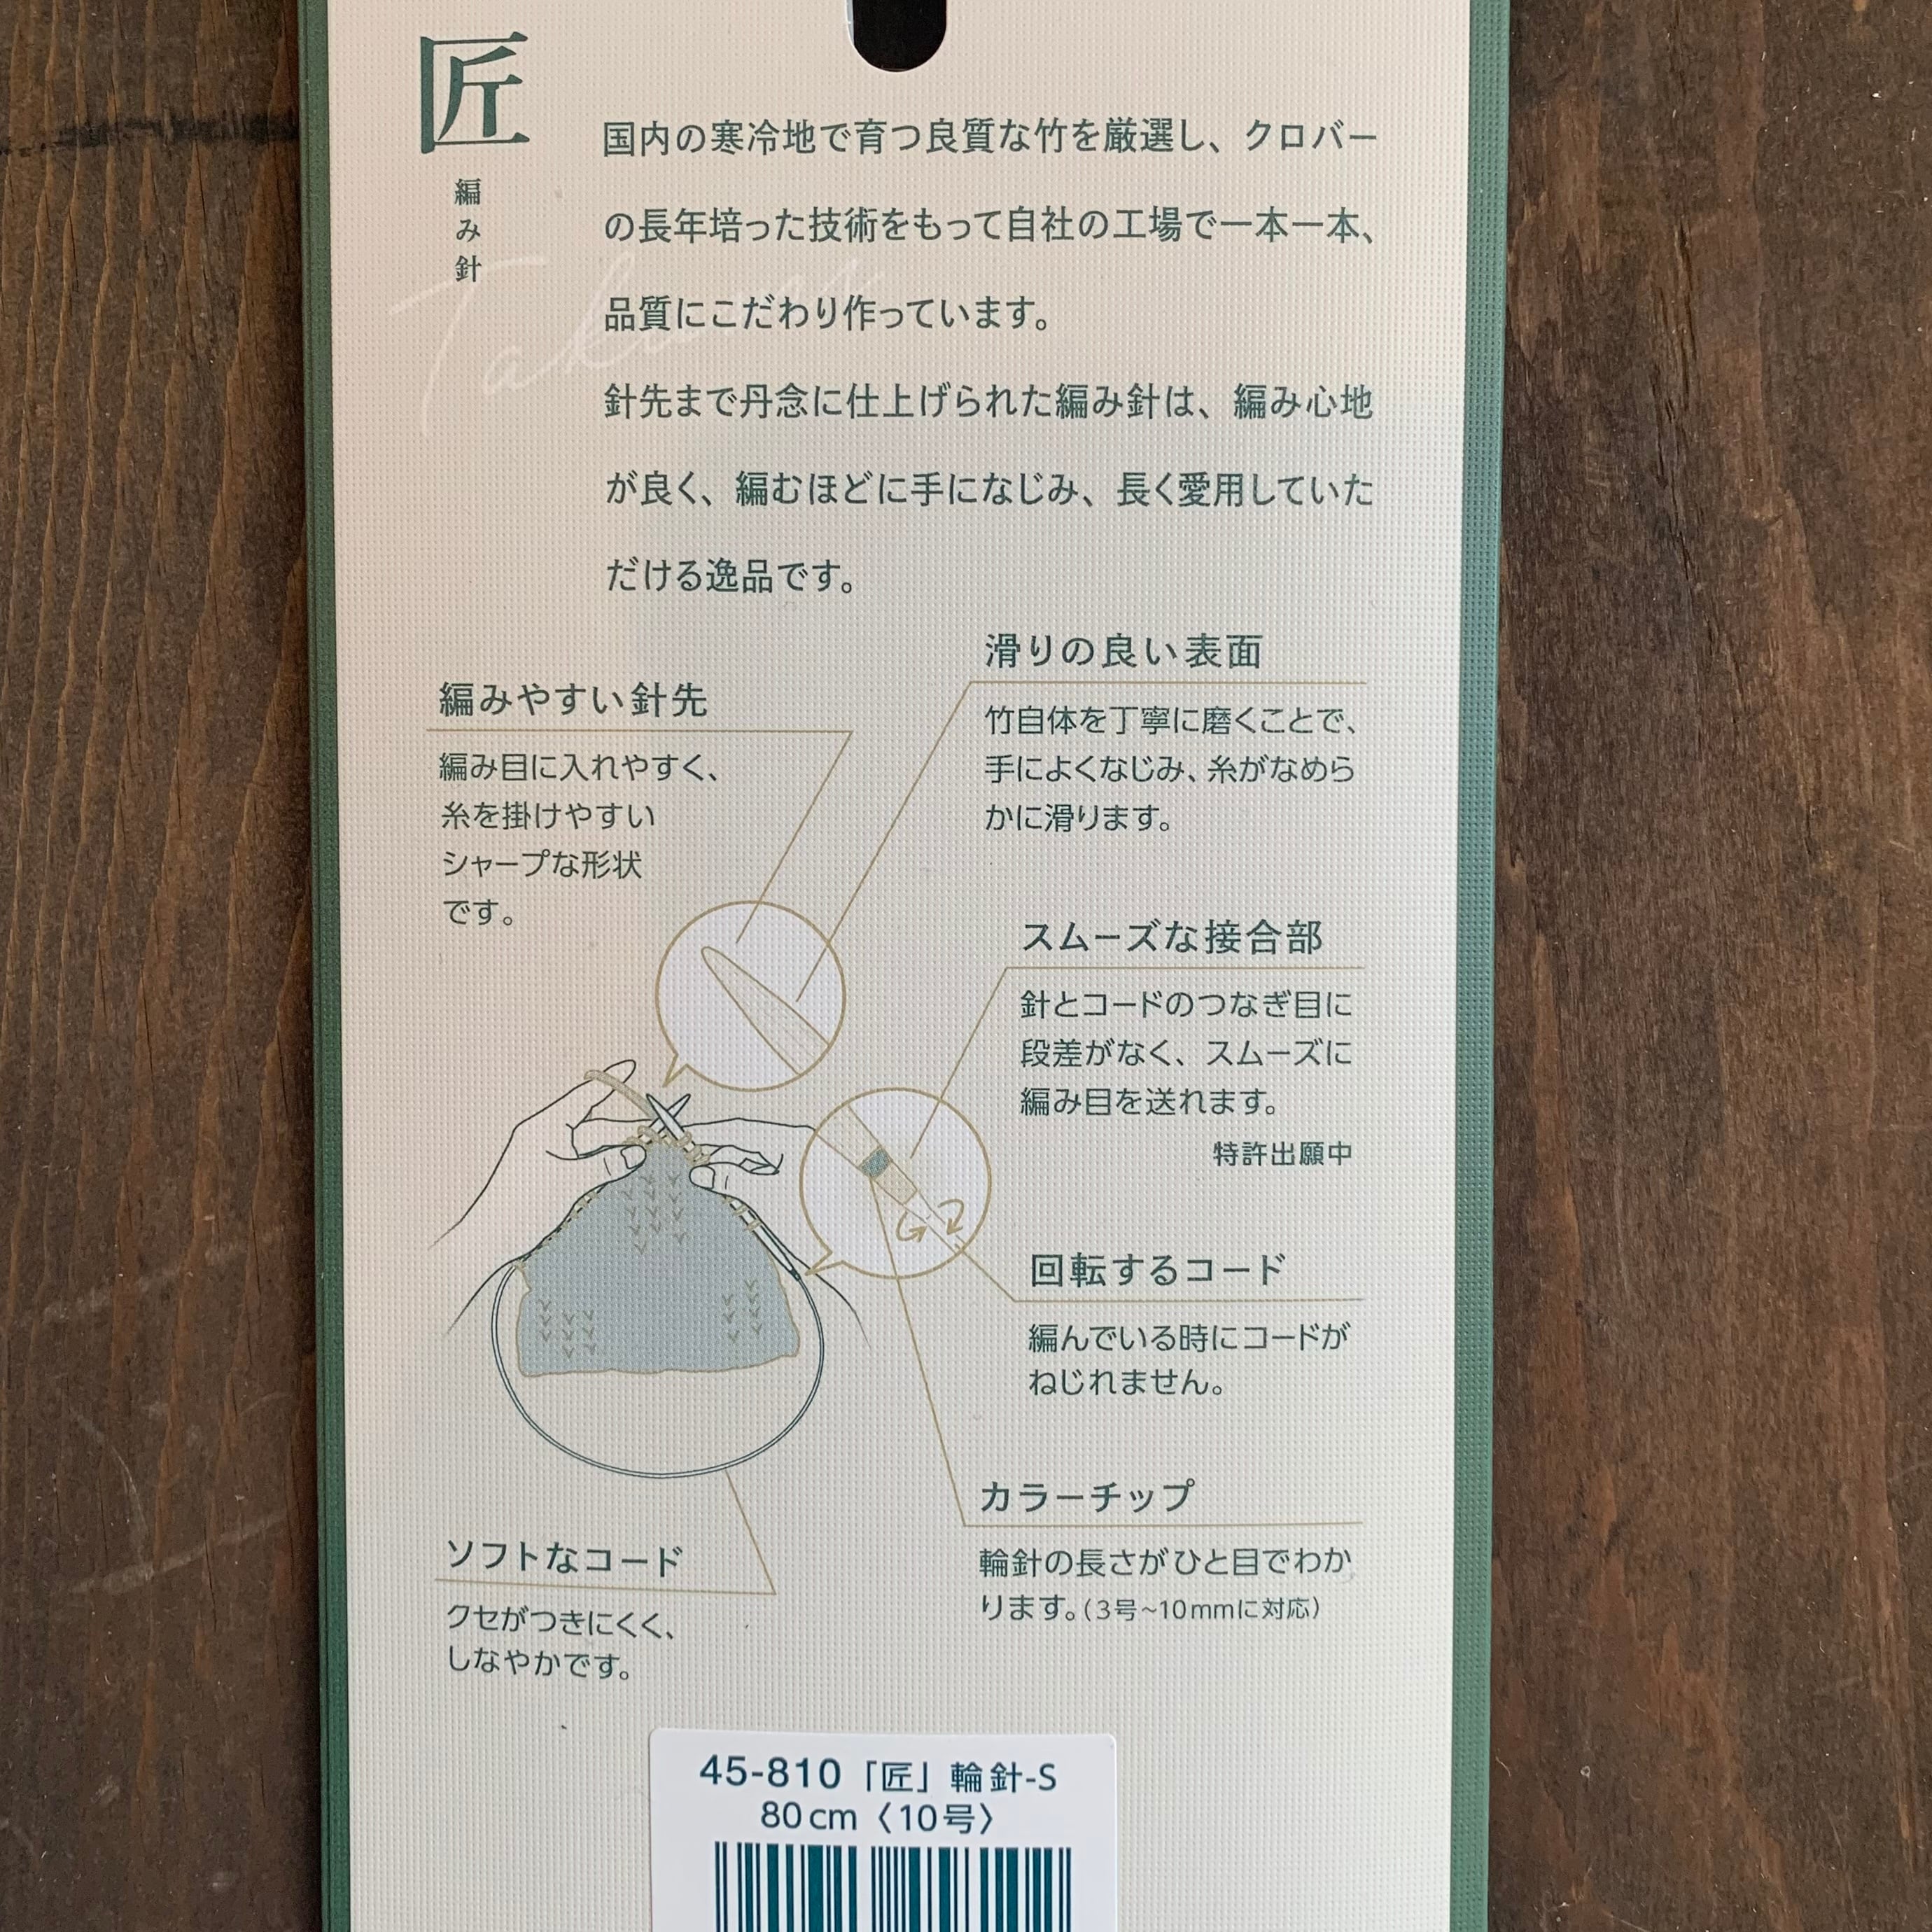 匠
編み針
Takumi
国内の寒冷地で育つ良質な竹を厳選し、クロバー
の長年培った技術をもって自社の工場で一本一本、
品質にこだわり作っています。
針先まで丹念に仕上げられた編み針は、編み心地
が良く、編むほどに手になじみ、長く愛用していた
だける逸品です。
編みやすい針先
編み目に入れやすく、
糸を掛けやすい
シャープな形状
です。
滑りの良い表面
竹自体を丁寧に磨くことで、
手によくなじみ、糸がなめら
かに滑ります。
スムーズな接合部
針とコードのつなぎ目に
段差がなく、スムーズに
編み目を送れます。
特許出願中
回転するコード
編んでいる時にコードが
ねじれません。
カラーチップ
輪針の長さがひと目でわか
ります。(3号~10mmに対応)
ソフトなコード
クセがつきにくく、
しなやかです。
45-810「匠」輪針-S
80cm〈10号〉